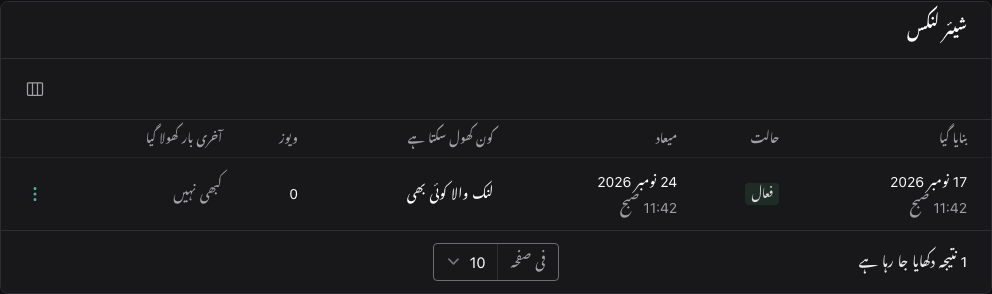 شیئر لنکس
بنایا گیا
حالت
میعاد
کون کھول سکتا ہے
ویوز
آخری بار کھولا گیا
17 نومبر 2026
11:42 صبح
فعال
24 نومبر 2026
11:42 صبح
لنک والا کوئی بھی
0
کبھی نہیں
1 نتیجہ دکھایا جا رہا ہے
فی صفحہ
10